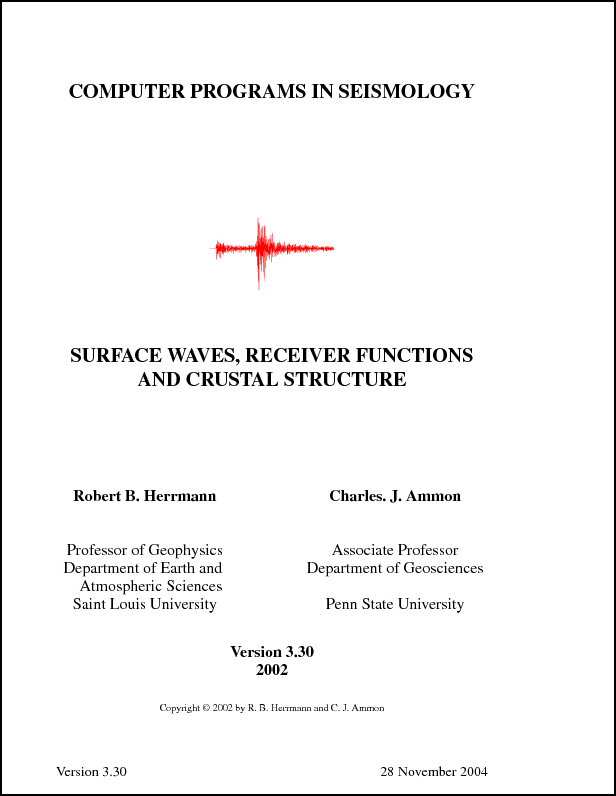 COMPUTER PROGRAMS IN SEISMOLOGY
SURFACE WAVES, RECEIVER FUNCTIONS
AND CRUSTAL STRUCTURE
Robert B. Herrmann
Professor of Geophysics
Department of Earth and
Atmospheric Sciences
Saint Louis University
Charles. J. Ammon
Associate Professor
Department of Geosciences
Penn State University
Version 3.30
2002
Copyright © 2002 by R. B. Herrmann and C. J. Ammon
Version 3.30
28 November 2004